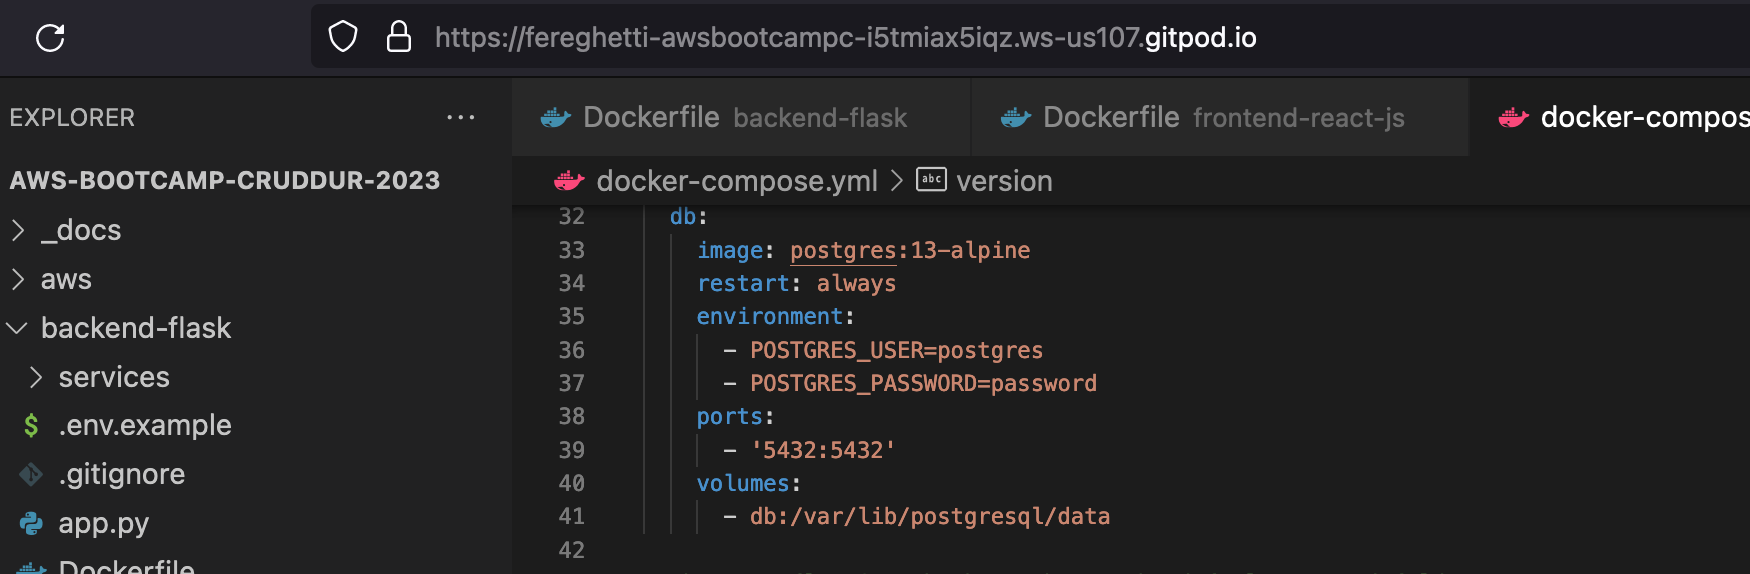 https://fereghetti-awsbootcampc-i5tmiax5iqz.ws-us107.gitpod.io
EXPLORER ...
Dockerfile backend-flask Dockerfile frontend-react-js docker-compos
AWS-BOOTCAMP-CRUDDUR-2023
docker-compose.yml > abc version
_docs
aws
backend-flask
services
$ .env.example
.gitignore
app.py
Dockerfile
32 db:
33 image: postgres:13-alpine
34 restart: always
35 environment:
36 - POSTGRES_USER=postgres
37 - POSTGRES_PASSWORD=password
38 ports:
39 - '5432:5432'
40 volumes:
41 - db:/var/lib/postgresql/data
42